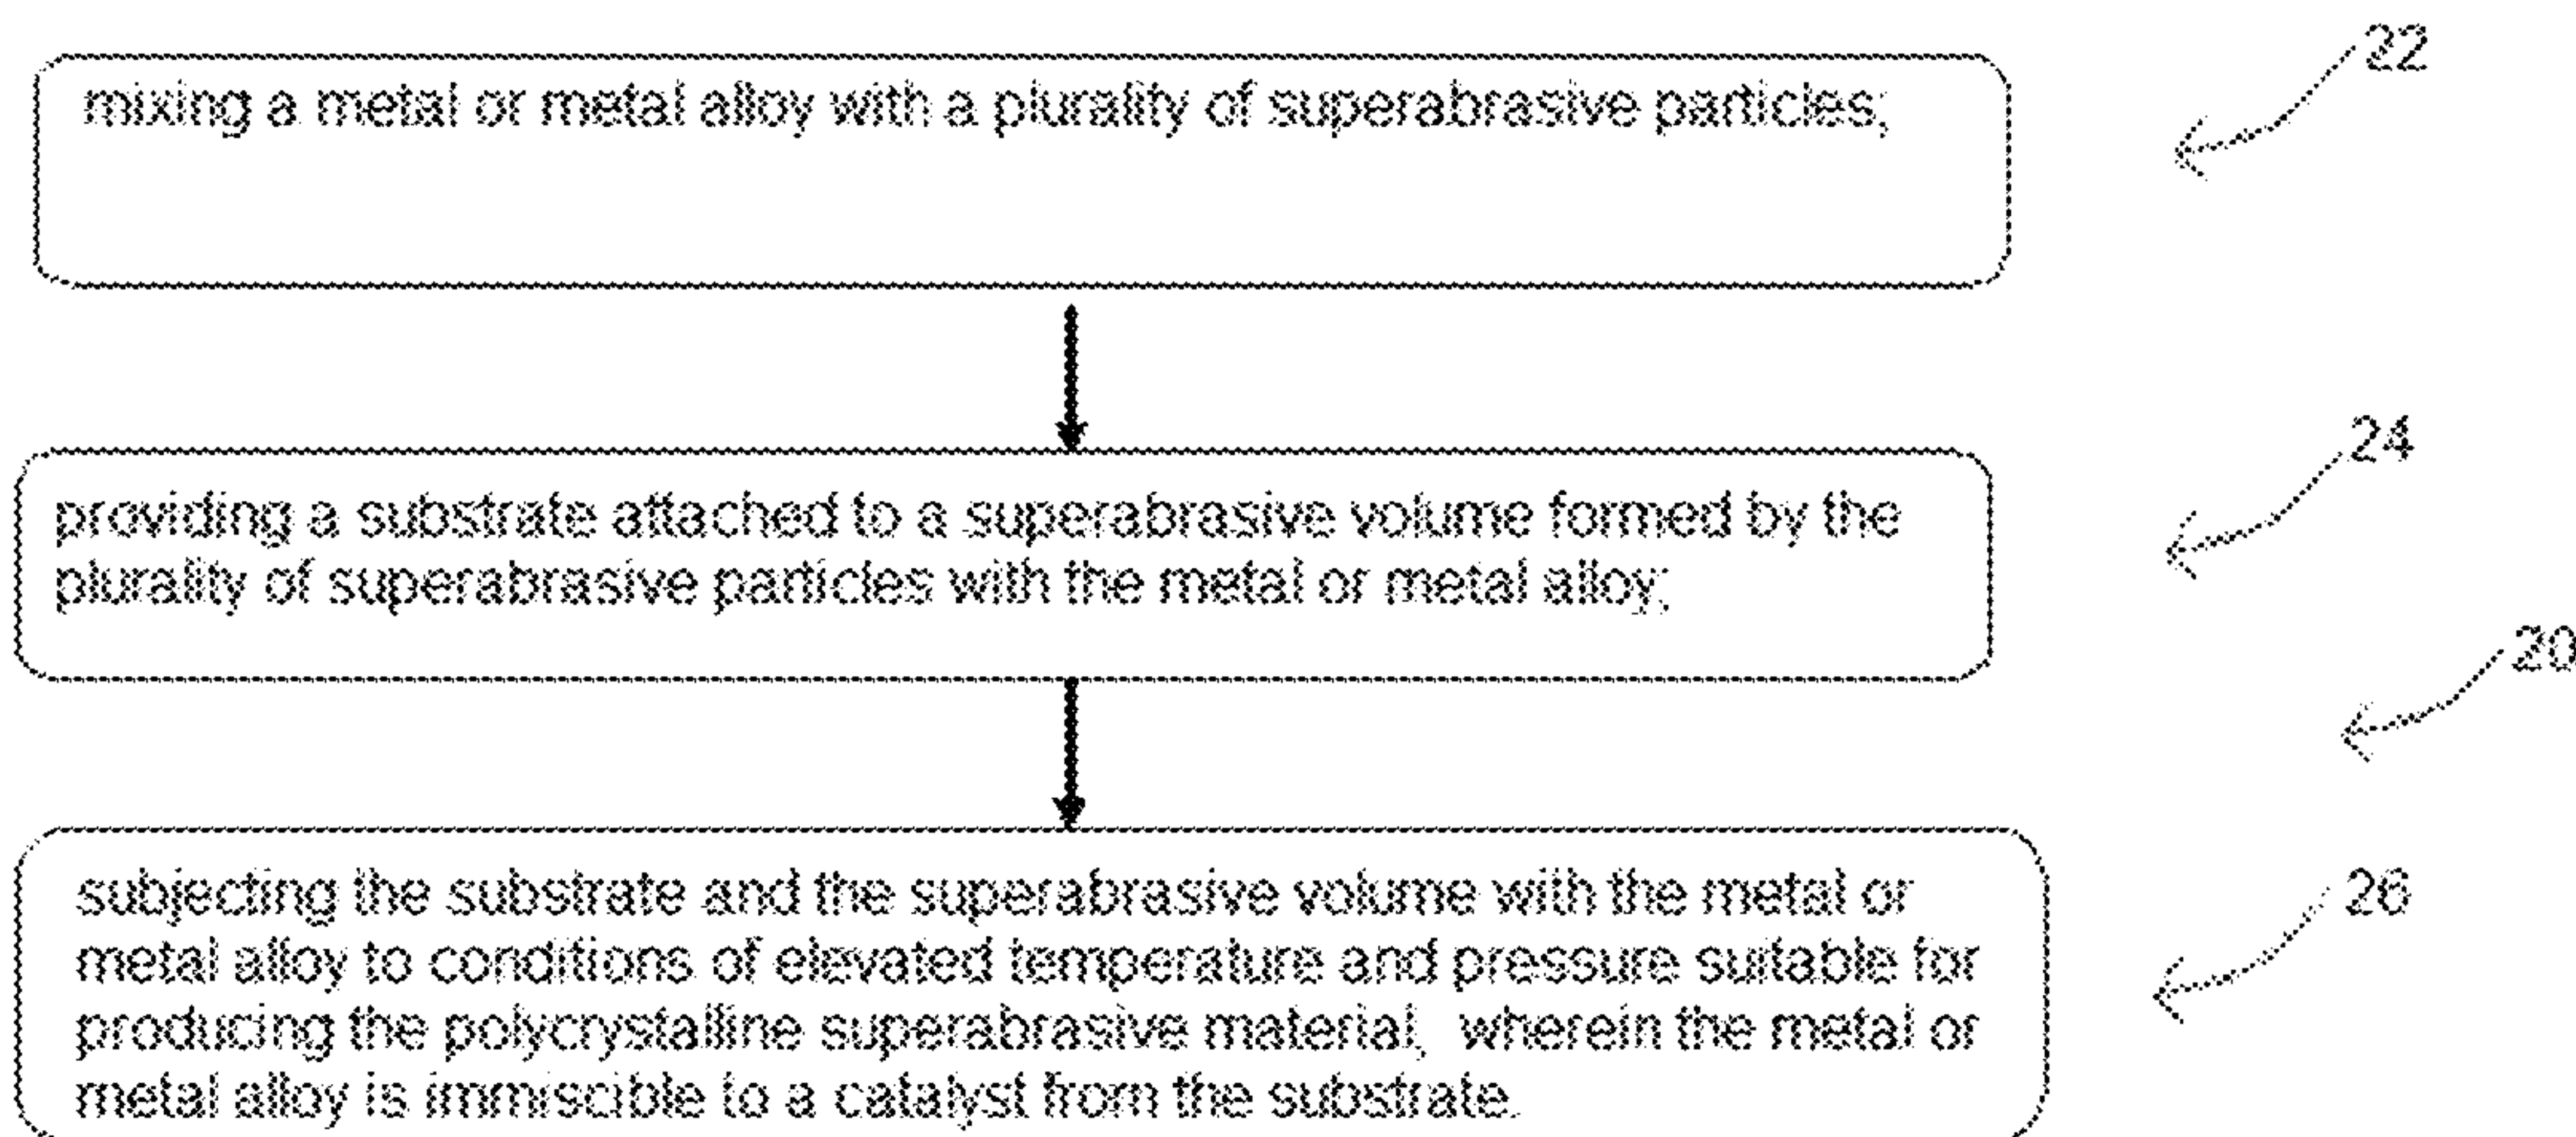 22
mixing a metal or metal alloy with a plurality of superabrasive particles;
24
providing a substrate attached to a superabrasive volume formed by the
plurality of superabrasive particles with the metal or metal alloy;
20
26
subjecting the substrate and the superabrasive volume with the metal or
metal alloy to conditions of elevated temperature and pressure suitable for
producing the polycrystalline superabrasive material, wherein the metal or
metal alloy is immiscible to a catalyst from the substrate.